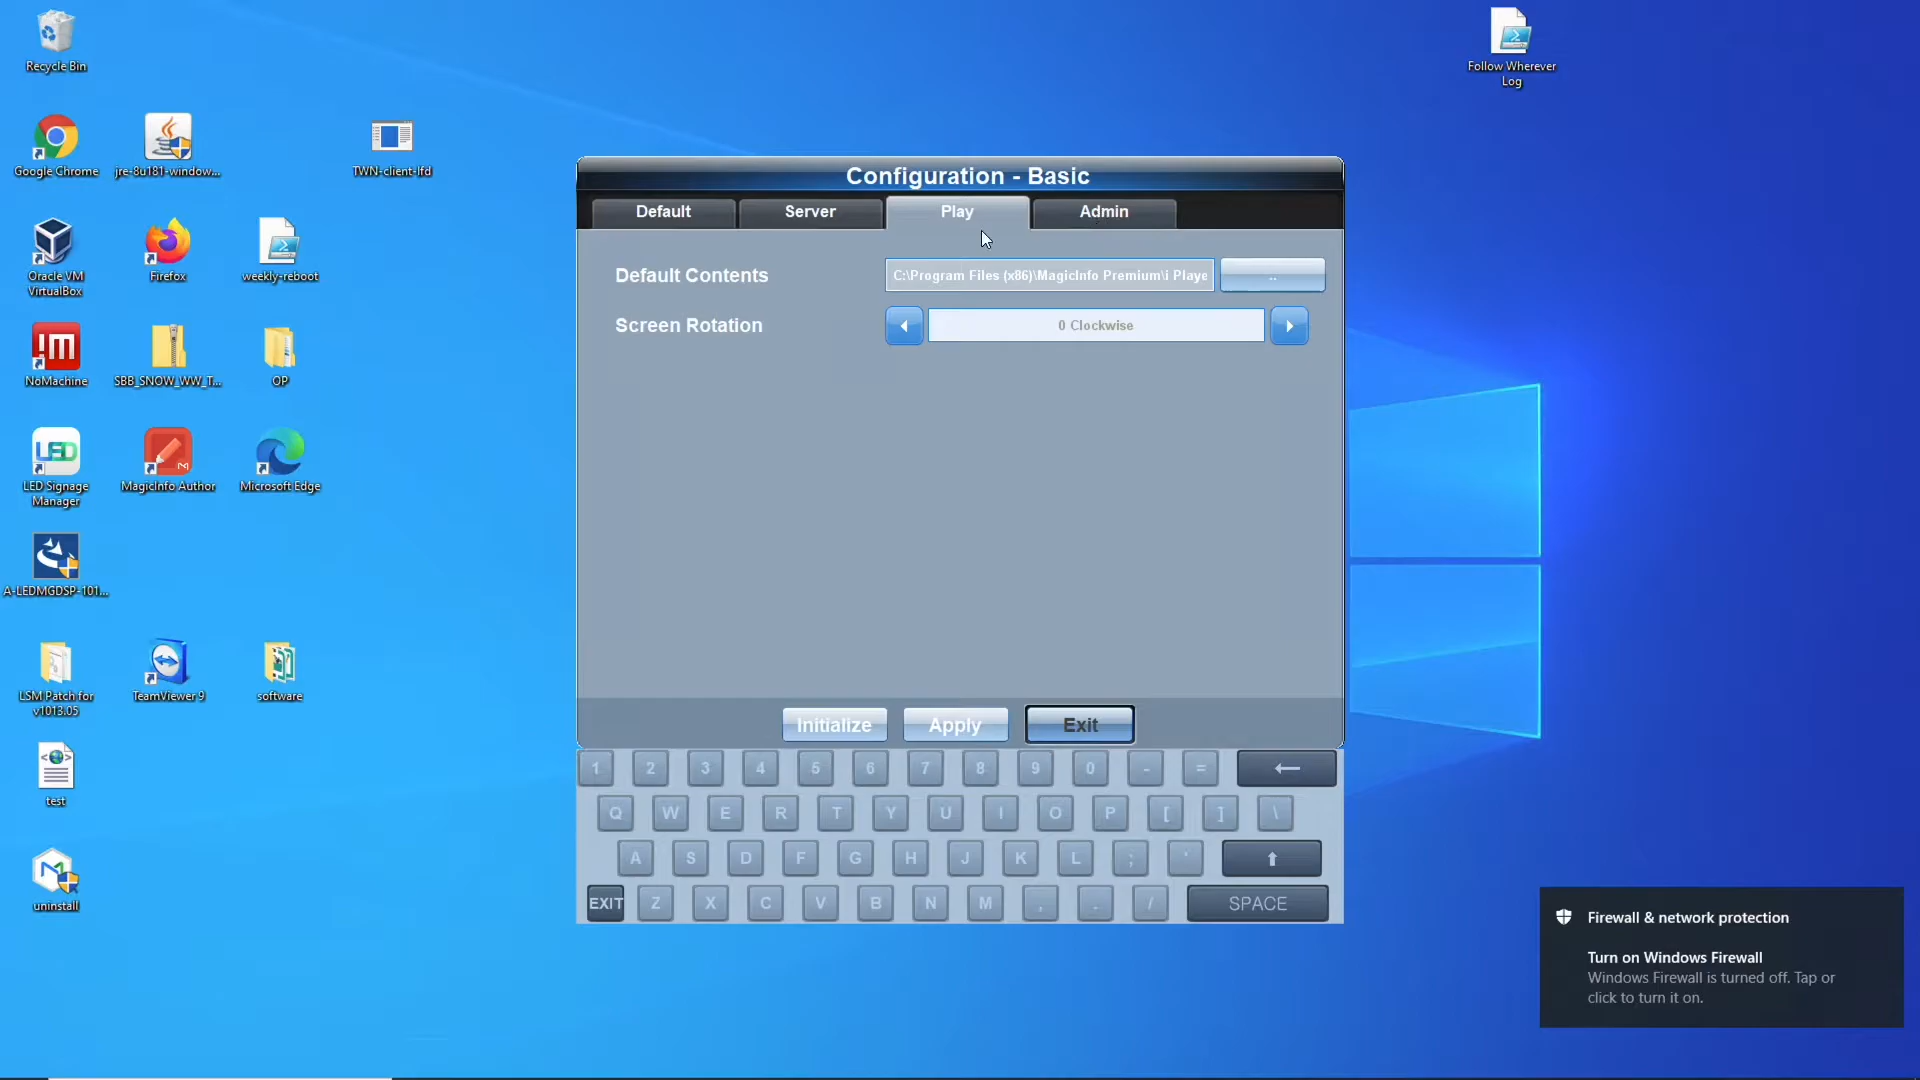 Recycle Bin
Follow Wherever
Log
Google Chrome
jre-8u181-window...
TWN-client-lfd
Configuration - Basic
Default
Server
Play
Admin
Oracle VM
VirtualBox
Firefox
weekly-reboot
Default Contents
C:\Program Files (x86)\MagicInfo Premium\i Playe
..
Screen Rotation
0 Clockwise
!M
NoMachine
SBB_SNOW_WW_T...
OP
LED
LED Signage
Manager
MagicInfo Author
Microsoft Edge
A-LEDMGDSP-101...
LSM Patch for
v1013.05
TeamViewer 9
software
Initialize
Apply
Exit
test
1 2 3 4 5 6 7 8 9 0 - = ←
Q W E R T Y U I O P [ ] \
A S D F G H J K L ; ' ⬆
EXIT Z X C V B N M , . / SPACE
uninstall
Firewall & network protection
Turn on Windows Firewall
Windows Firewall is turned off. Tap or
click to turn it on.